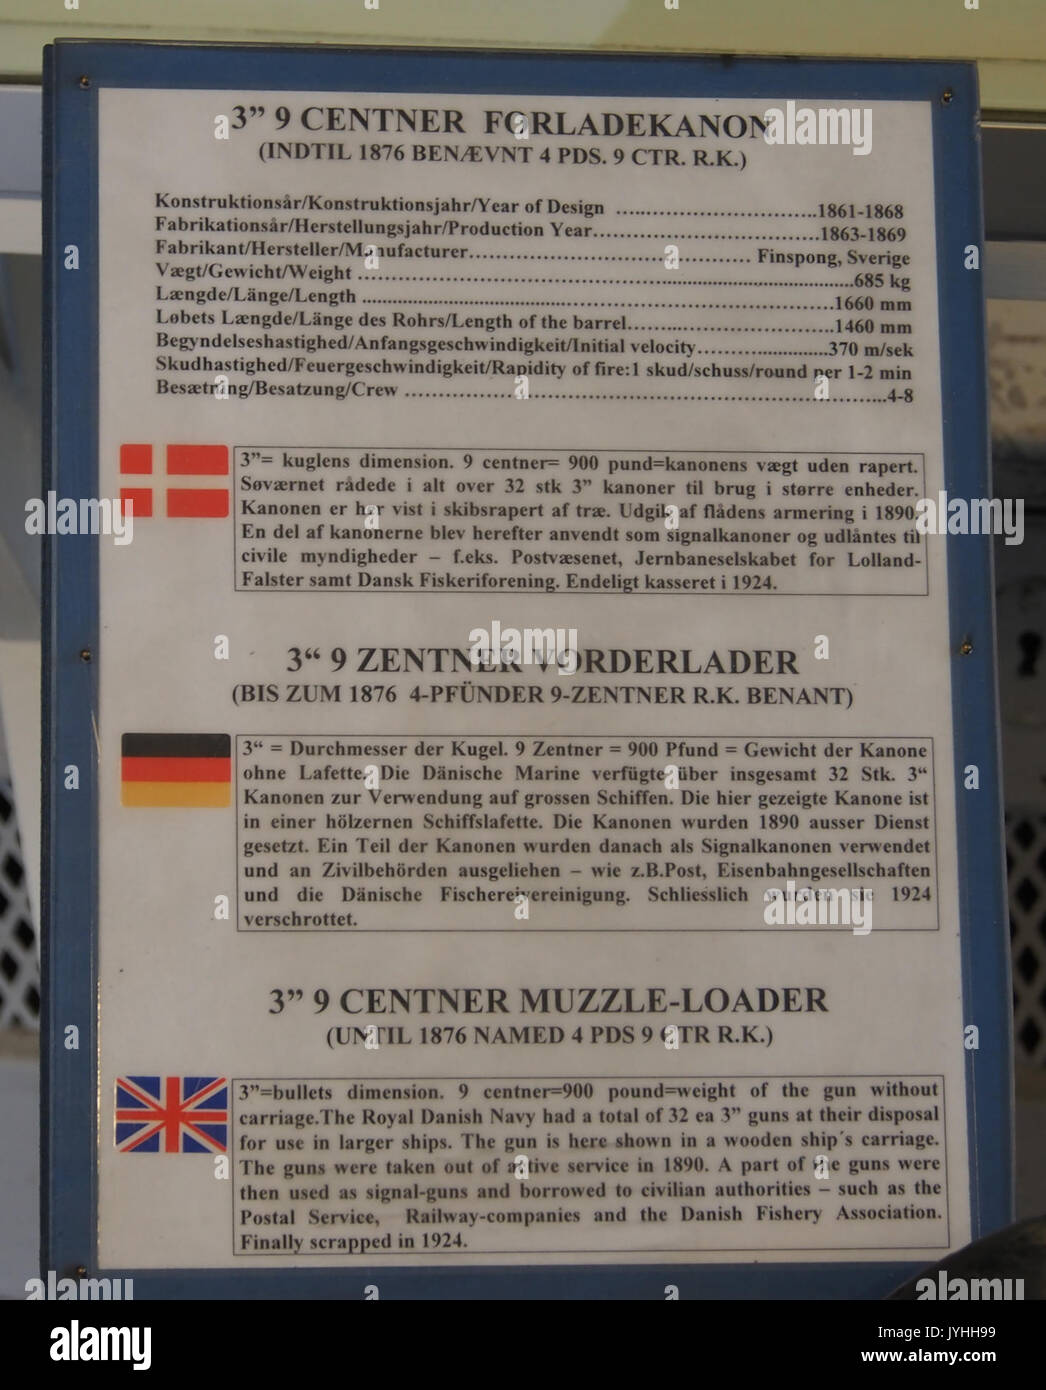 3” 9 CENTNER FORLADEKANON
(INDTIL 1876 BENÆVNT 4 PDS. 9 CTR. R.K.)
Konstruktionsår/Konstruktionsjahr/Year of Design ……………………….1861-1868
Fabrikationsår/Herstellungsjahr/Production Year……………………………1863-1869
Fabrikant/Hersteller/Manufacturer…………………………………… Finspong, Sverige
Vægt/Gewicht/Weight ……………………………………………………………..685 kg
Længde/Länge/Length ..…………………………………………………………1660 mm
Løbets Længde/Länge des Rohrs/Length of the barrel…………………………1460 mm
Begyndelseshastighed/Anfangsgeschwindigkeit/Initial velocity……….............370 m/sek
Skudhastighed/Feuergeschwindigkeit/Rapidity of fire:1 skud/schuss/round per 1-2 min
Besætning/Besatzung/Crew …………………………………………………………...4-8
3”= kuglens dimension. 9 centner= 900 pund=kanonens vægt uden rapert.
Søværnet rådede i alt over 32 stk 3” kanoner til brug i større enheder.
Kanonen er her vist i skibsrapert af træ. Udgik af flådens armering i 1890.
En del af kanonerne blev herefter anvendt som signalkanoner og udlåntes til
civile myndigheder – f.eks. Postvæsenet, Jernbaneselskabet for Lolland-
Falster samt Dansk Fiskeriforening. Endeligt kasseret i 1924.
3“ 9 ZENTNER VORDERLADER
(BIS ZUM 1876 4-PFÜNDER 9-ZENTNER R.K. BENANT)
3“ = Durchmesser der Kugel. 9 Zentner = 900 Pfund = Gewicht der Kanone
ohne Lafette. Die Dänische Marine verfügte über insgesamt 32 Stk. 3“
Kanonen zur Verwendung auf grossen Schiffen. Die hier gezeigte Kanone ist
in einer hölzernen Schiffslafette. Die Kanonen wurden 1890 ausser Dienst
gesetzt. Ein Teil der Kanonen wurden danach als Signalkanonen verwendet
und an Zivilbehörden ausgeliehen – wie z.B.Post, Eisenbahngesellschaften
und die Dänische Fischereivereinigung. Schliesslich wurden sie 1924
verschrottet.
3” 9 CENTNER MUZZLE-LOADER
(UNTIL 1876 NAMED 4 PDS 9 CTR R.K.)
3”=bullets dimension. 9 centner=900 pound=weight of the gun without
carriage.The Royal Danish Navy had a total of 32 ea 3” guns at their disposal
for use in larger ships. The gun is here shown in a wooden ship´s carriage.
The guns were taken out of active service in 1890. A part of the guns were
then used as signal-guns and borrowed to civilian authorities – such as the
Postal Service, Railway-companies and the Danish Fishery Association.
Finally scrapped in 1924.
alamy
Image ID: JYHH99
www.alamy.com